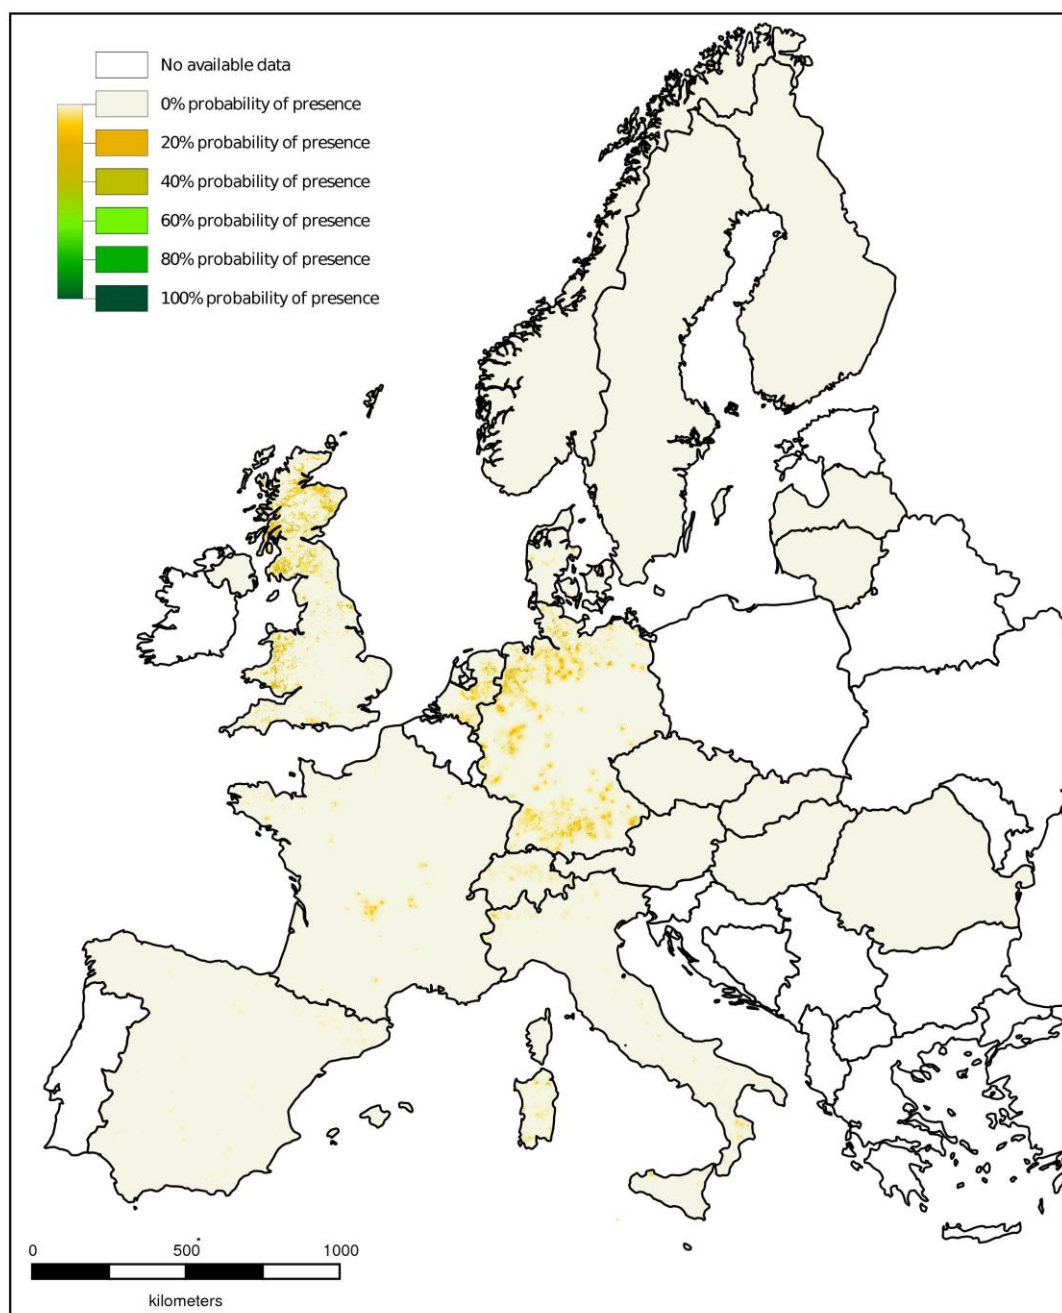 No available data
0% probability of presence
20% probability of presence
40% probability of presence
60% probability of presence
80% probability of presence
100% probability of presence
0 500 1000
kilometers